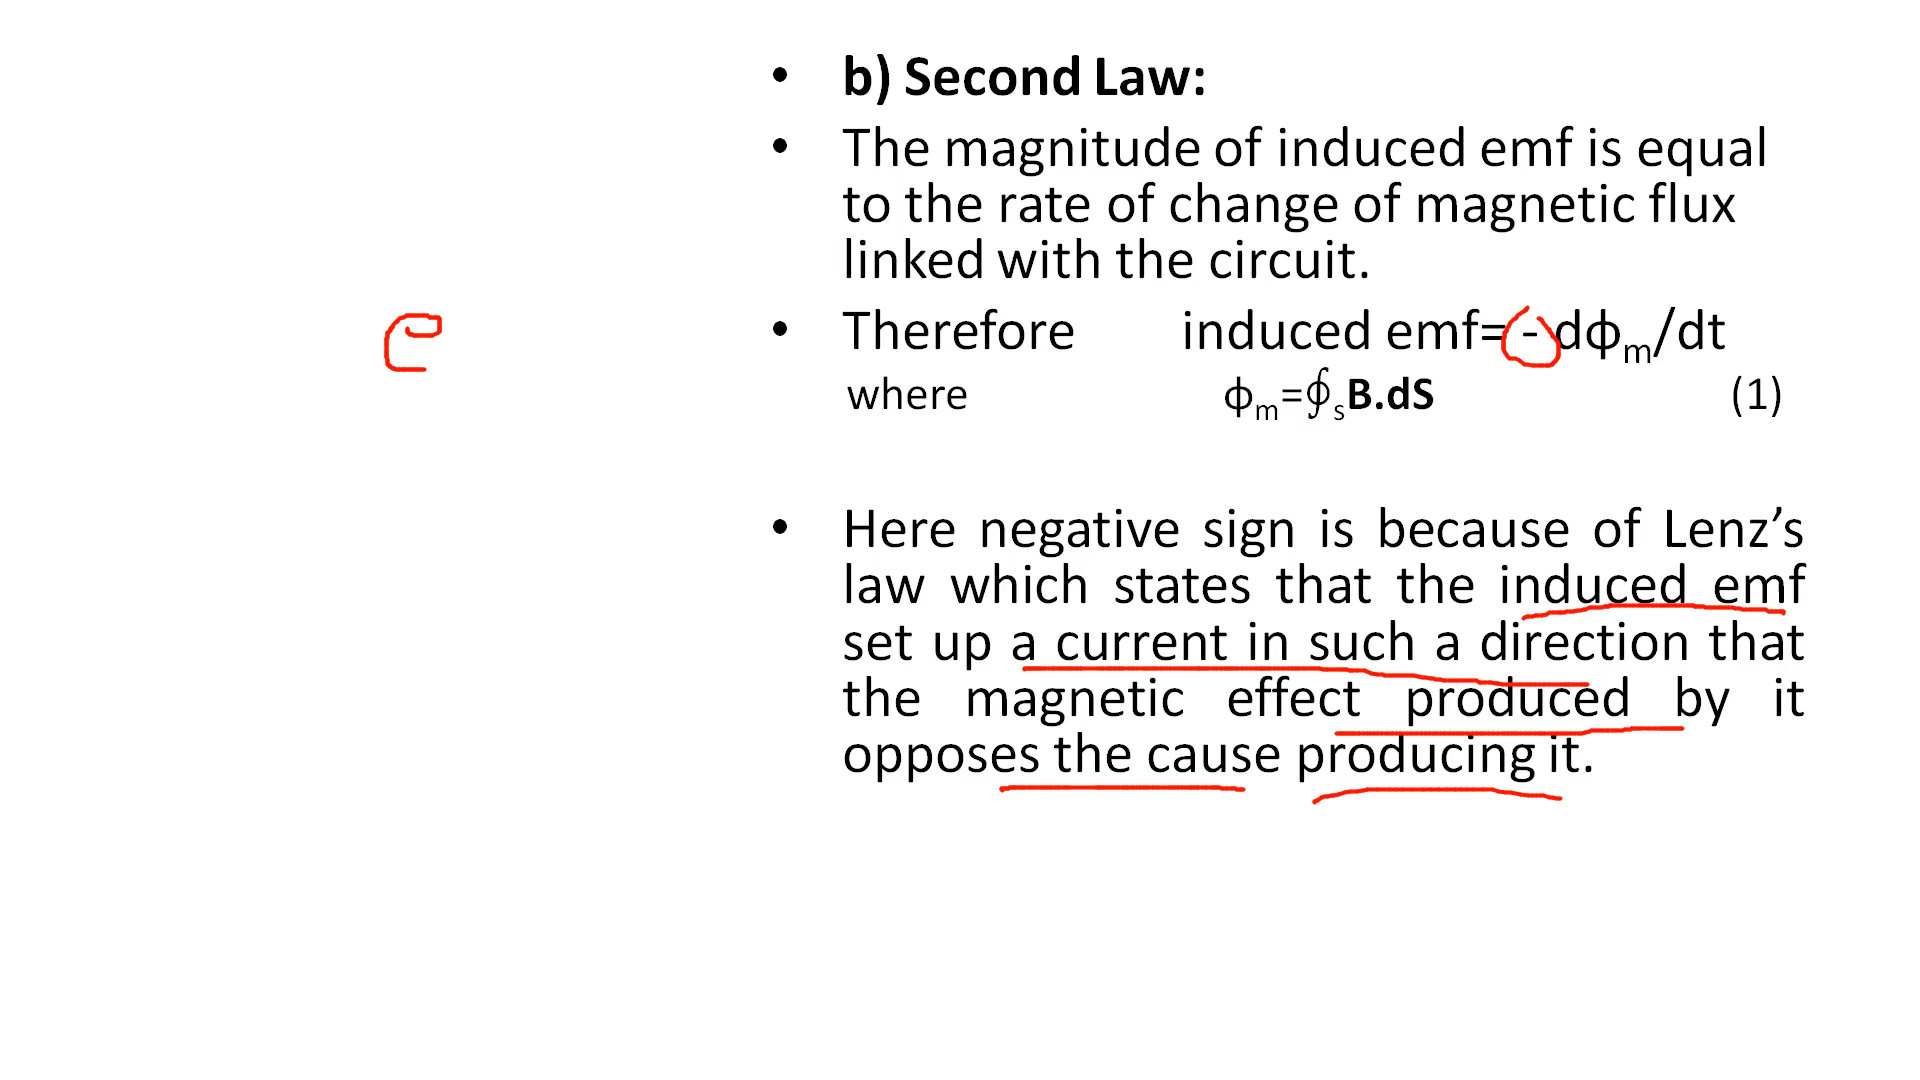 • b) Second Law:
• The magnitude of induced emf is equal
to the rate of change of magnetic flux
linked with the circuit.
• Therefore induced emf= - dϕm/dt
where ϕm=∮sB.dS (1)
• Here negative sign is because of Lenz’s
law which states that the induced emf
set up a current in such a direction that
the magnetic effect produced by it
opposes the cause producing it.